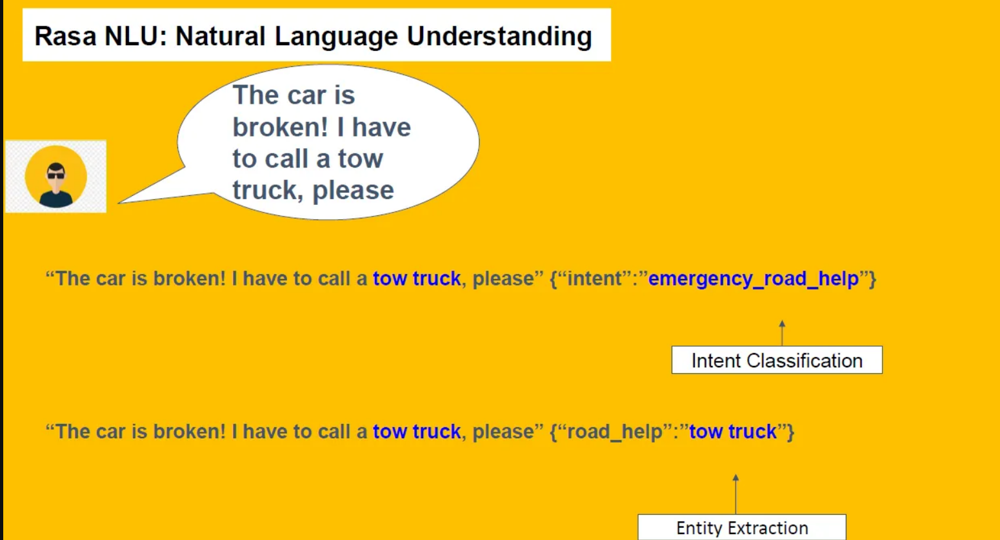 Rasa NLU: Natural Language Understanding
The car is
broken! I have
to call a tow
truck, please
“The car is broken! I have to call a tow truck, please” {“intent”:”emergency_road_help”}
Intent Classification
“The car is broken! I have to call a tow truck, please” {“road_help”:”tow truck”}
Entity Extraction